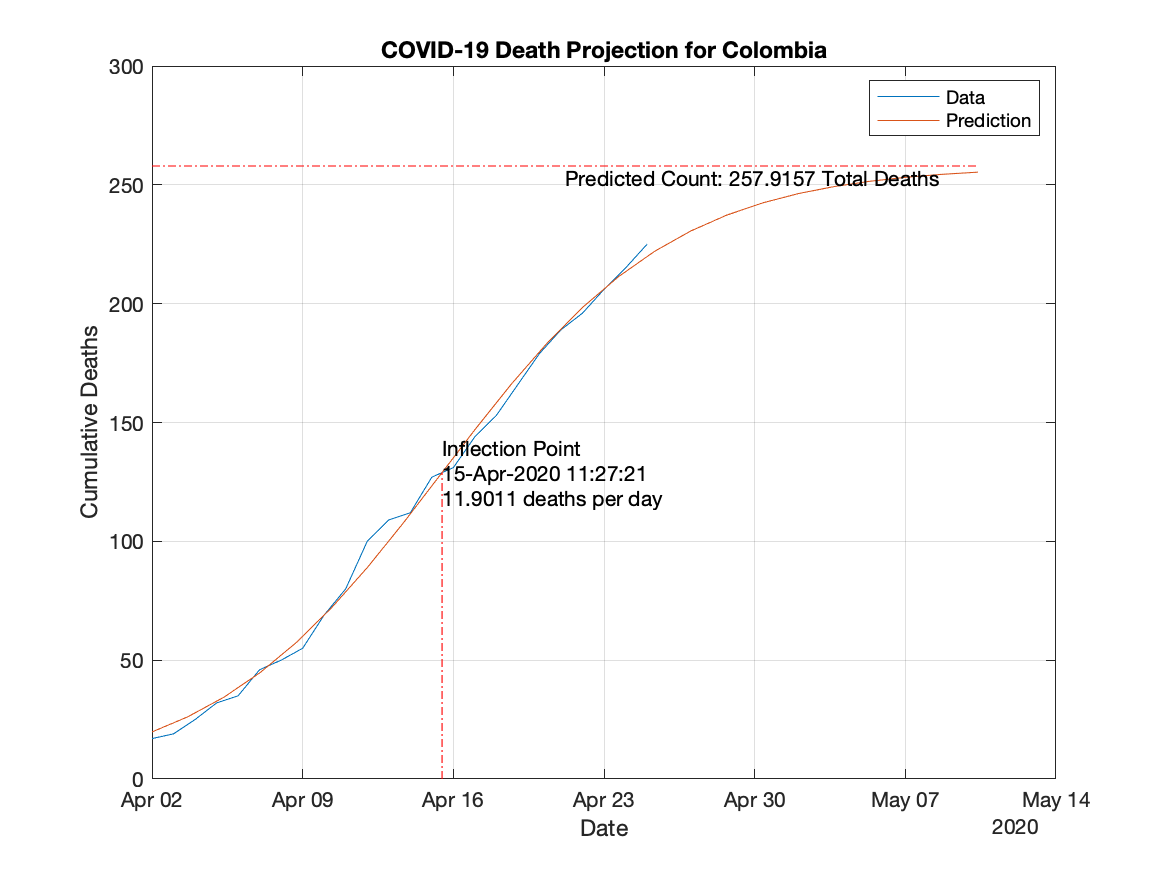 COVID-19 Death Projection for Colombia
300
250
200
150
100
50
0
Cumulative Deaths
Data
Prediction
Predicted Count: 257.9157 Total Deaths
Inflection Point
15-Apr-2020 11:27:21
11.9011 deaths per day
Apr 02 Apr 09 Apr 16 Apr 23 Apr 30 May 07 May 14
Date
2020